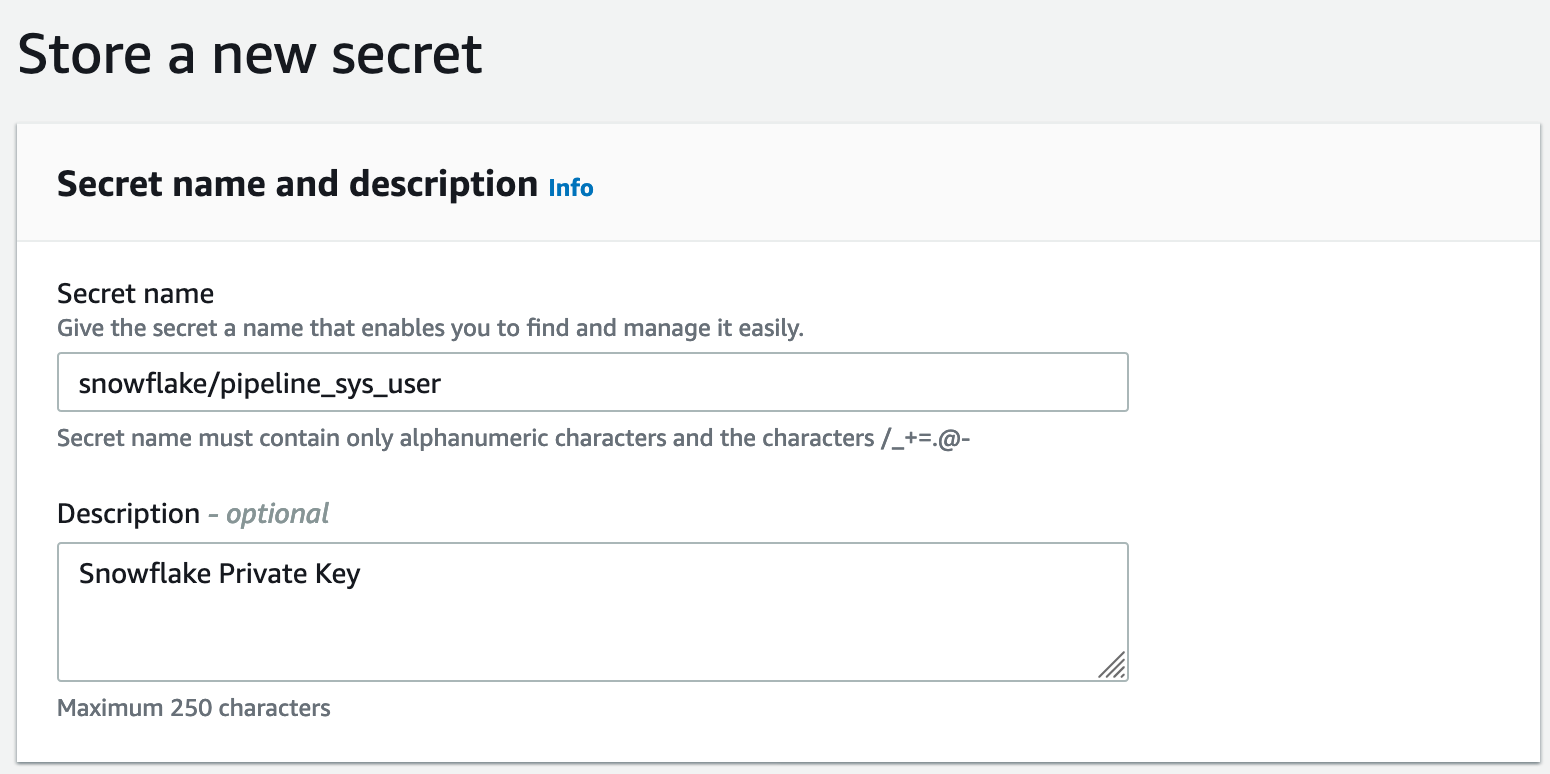 Store a new secret
Secret name and description Info
Secret name
Give the secret a name that enables you to find and manage it easily.
snowflake/pipeline_sys_user
Secret name must contain only alphanumeric characters and the characters /_+=.@-
Description - optional
Snowflake Private Key
Maximum 250 characters